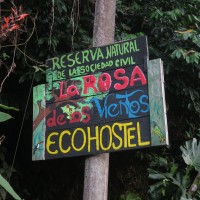 RESERVA NATURAL
DE LA SOCIEDAD CIVIL
La ROSA
de los VIENTOS
ECOHOSTEL